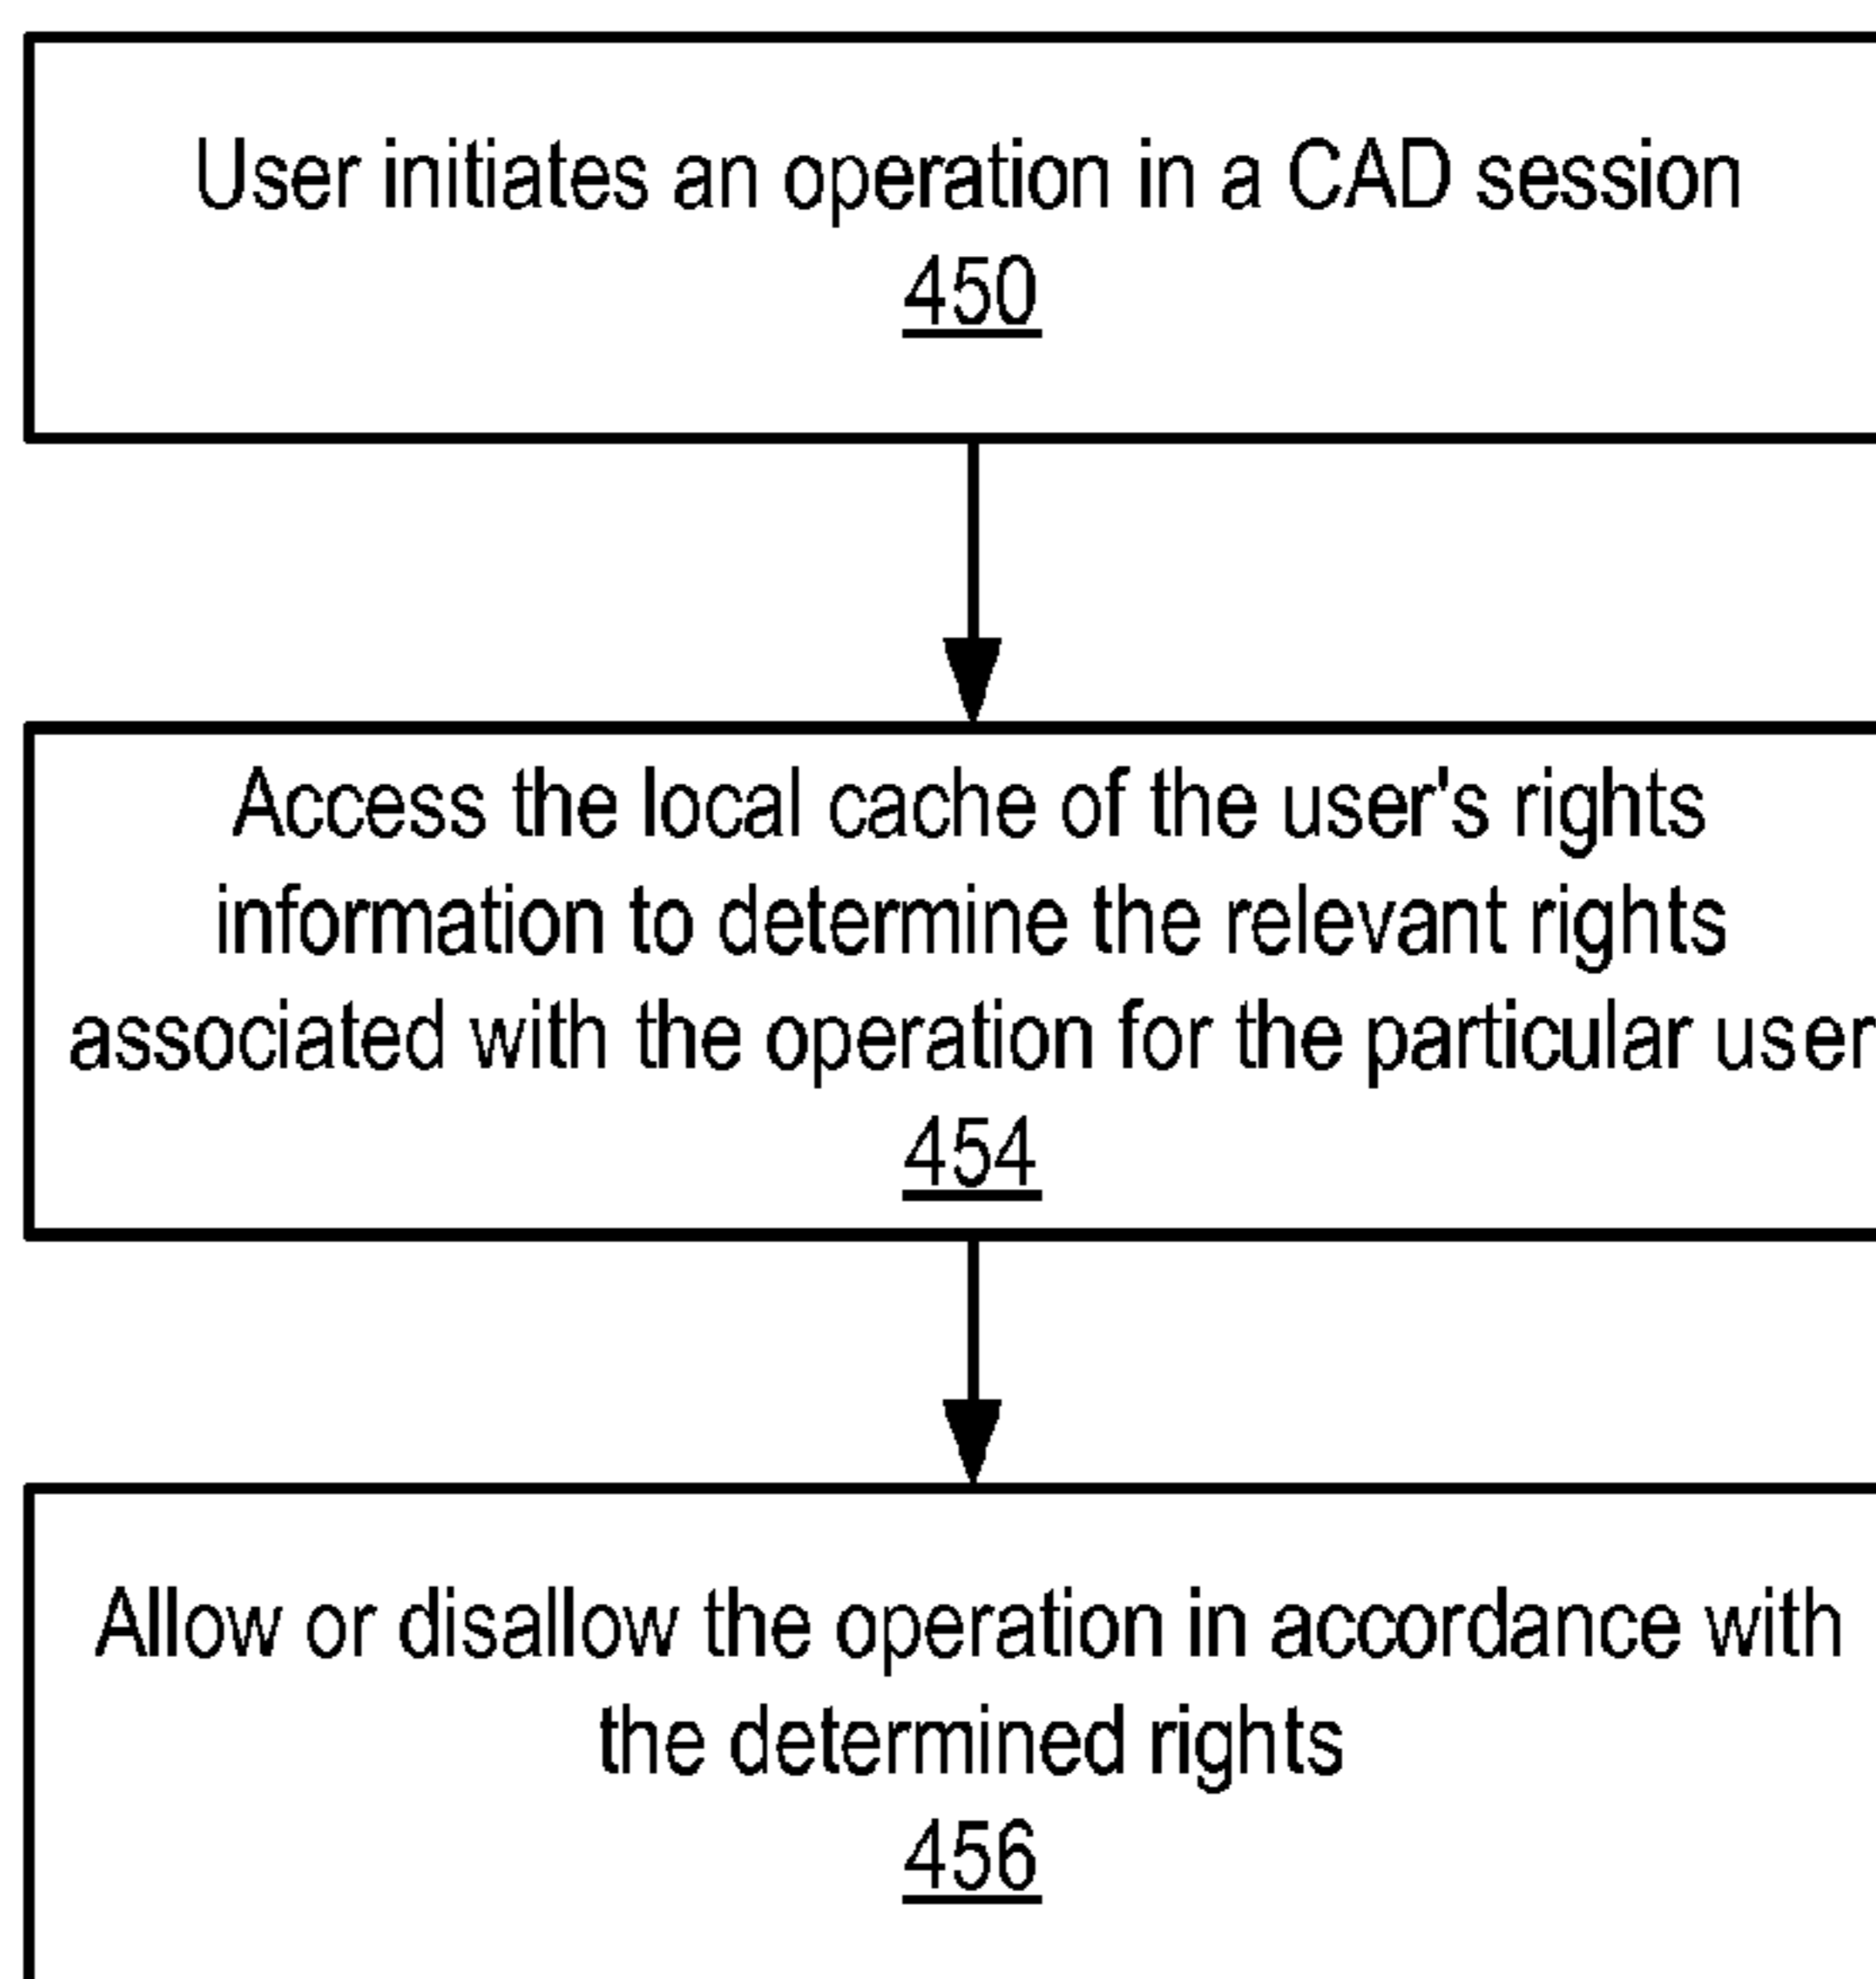 User initiates an operation in a CAD session
450
Access the local cache of the user's rights
information to determine the relevant rights
associated with the operation for the particular user
454
Allow or disallow the operation in accordance with
the determined rights
456